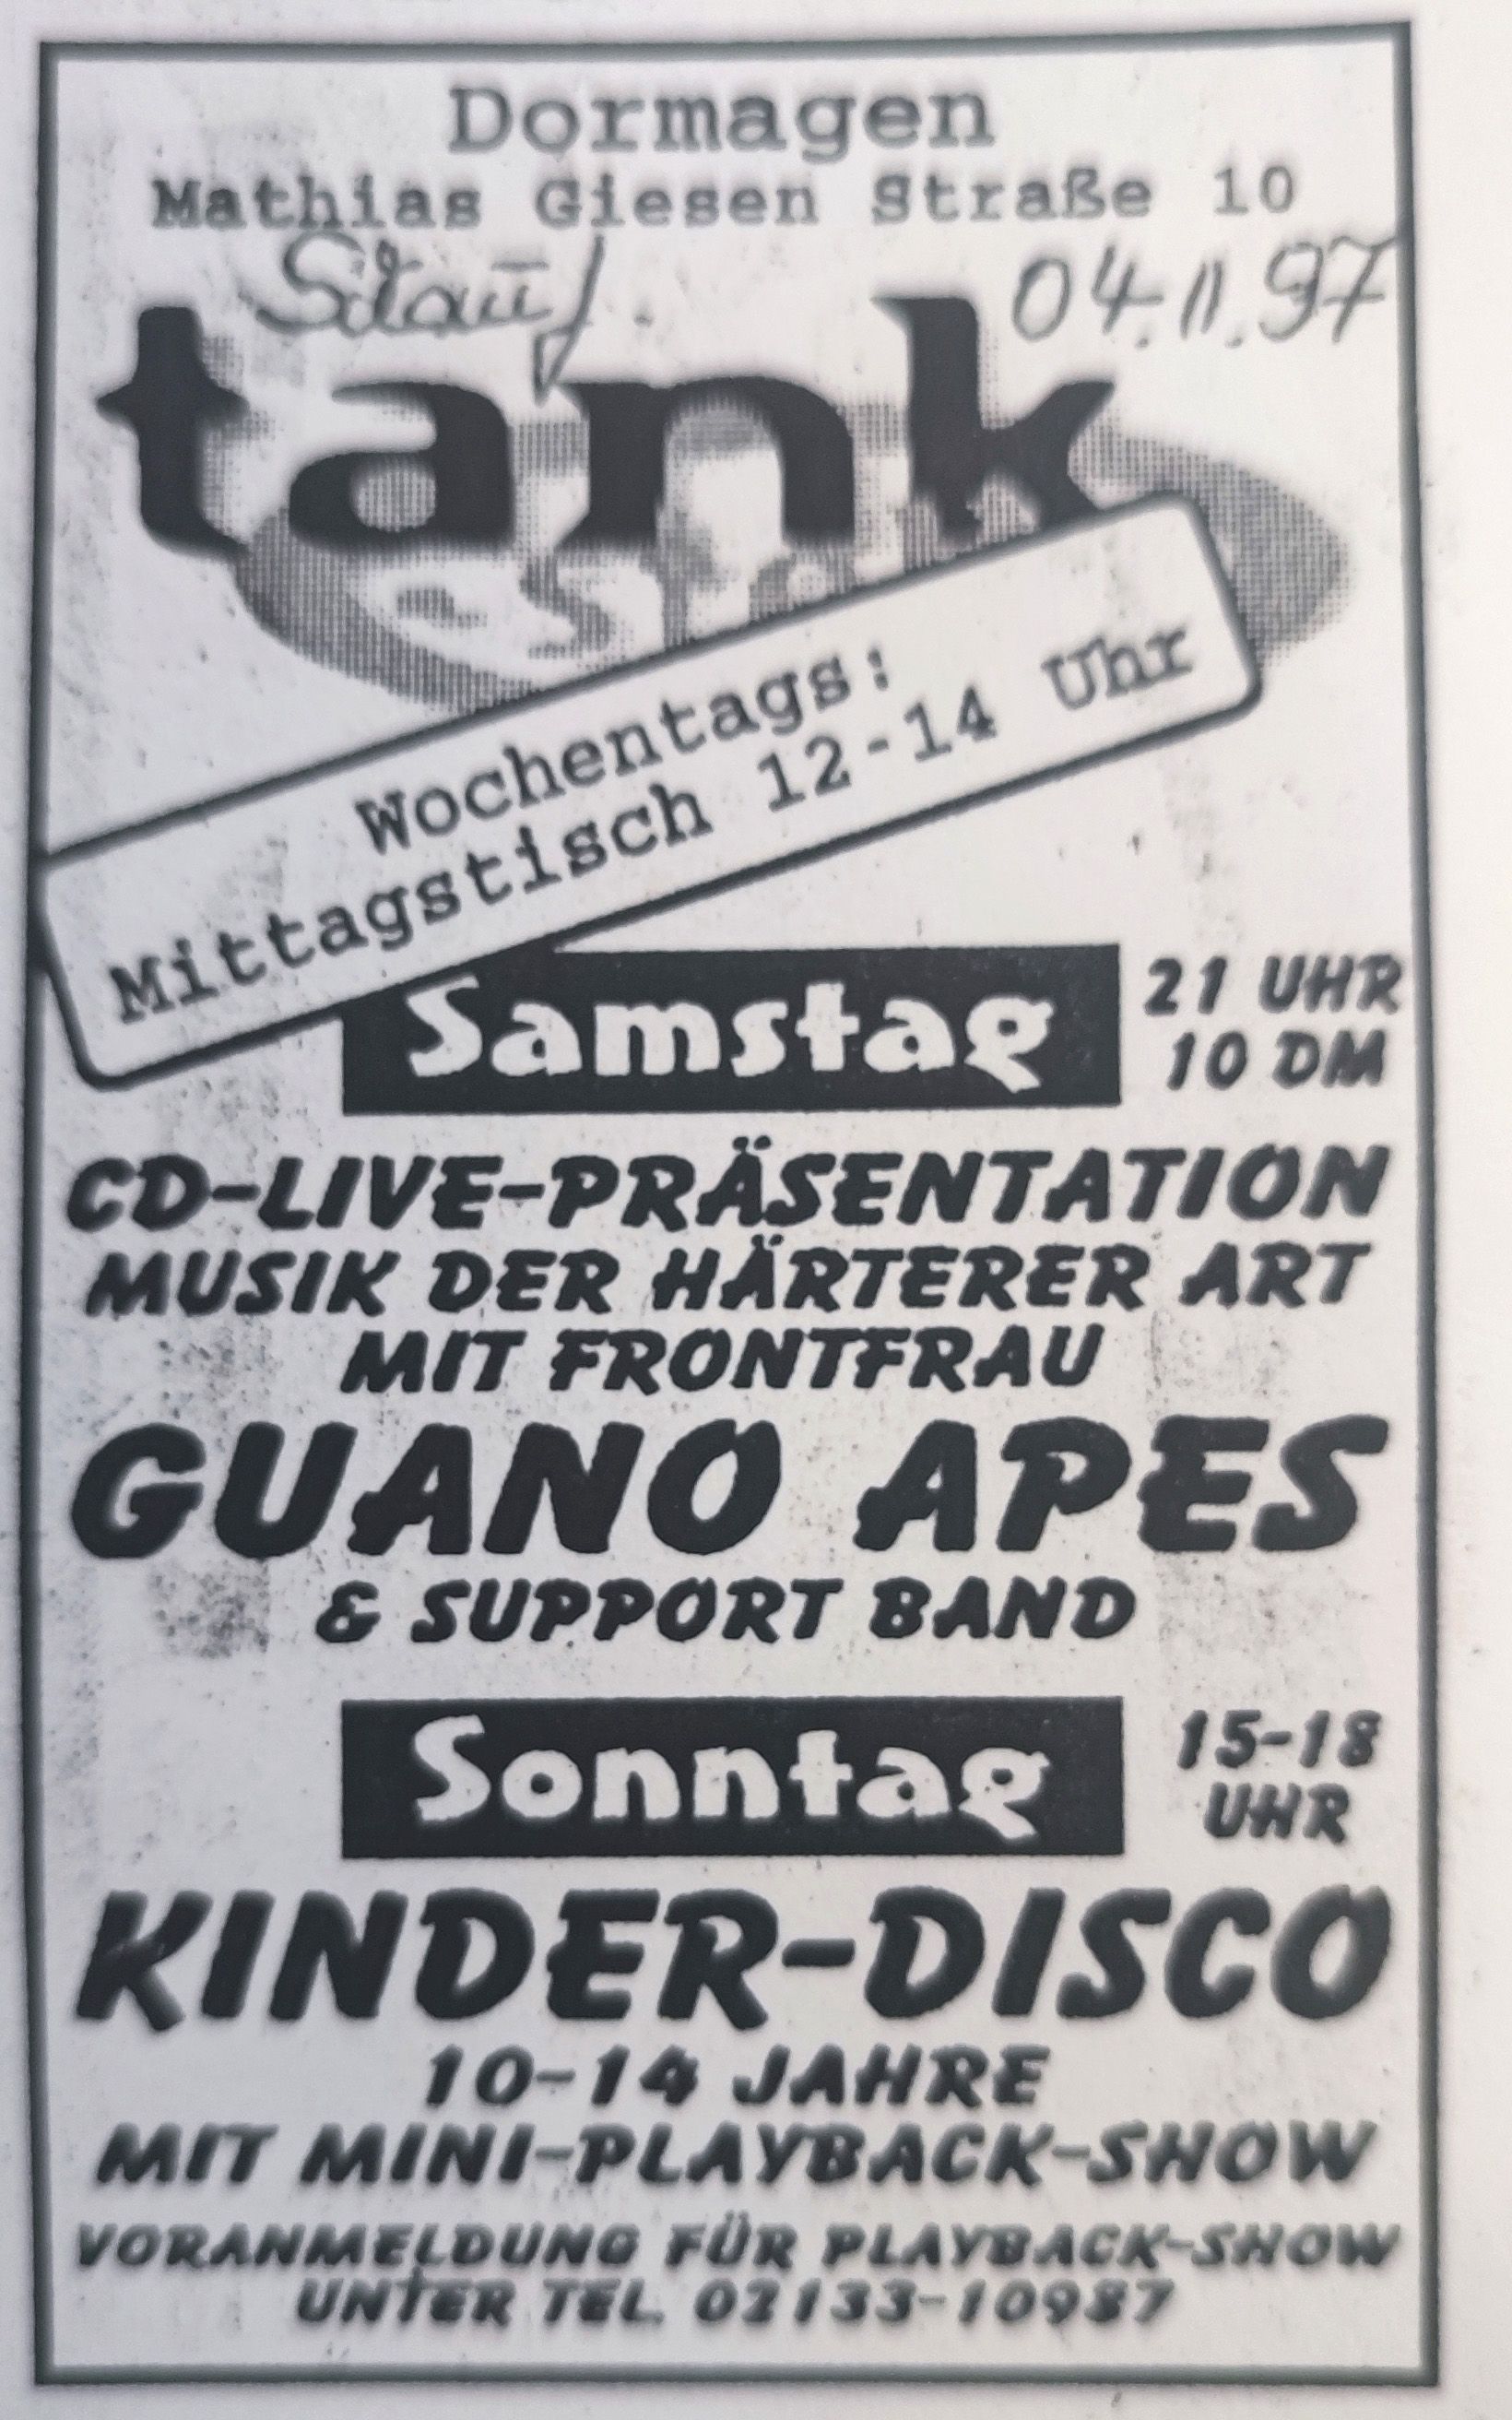 Dormagen
Mathias Giesen Straße 10
04.11.97
tank
Wochentags:
Mittagstisch 12-14 Uhr
Samstag
21 UHR
10 DM
CD-LIVE-PRÄSENTATION
MUSIK DER HÄRTERER ART
MIT FRONTFRAU
GUANO APES
& SUPPORT BAND
Sonntag
15-18
UHR
KINDER-DISCO
10-14 JAHRE
MIT MINI-PLAYBACK-SHOW
VORANMELDUNG FÜR PLAYBACK-SHOW
UNTER TEL. 02133-10987